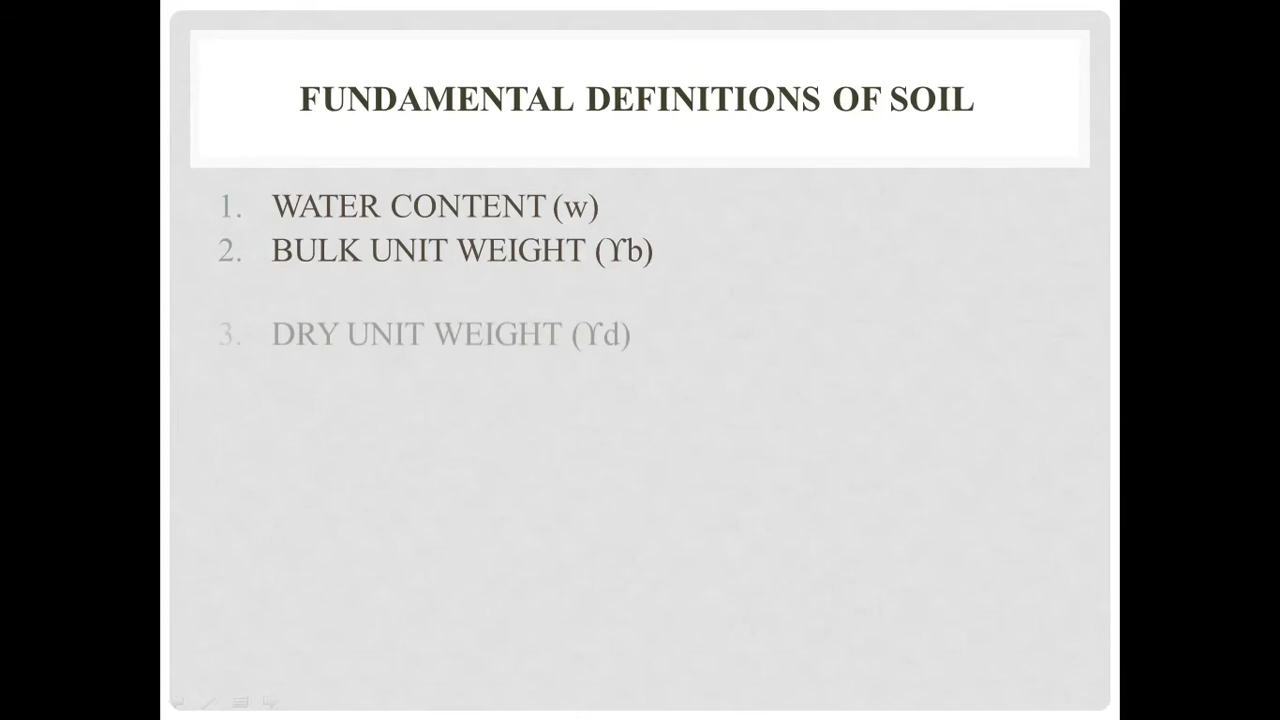 FUNDAMENTAL DEFINITIONS OF SOIL
1. WATER CONTENT (w)
2. BULK UNIT WEIGHT (ϒb)
3. DRY UNIT WEIGHT (ϒd)